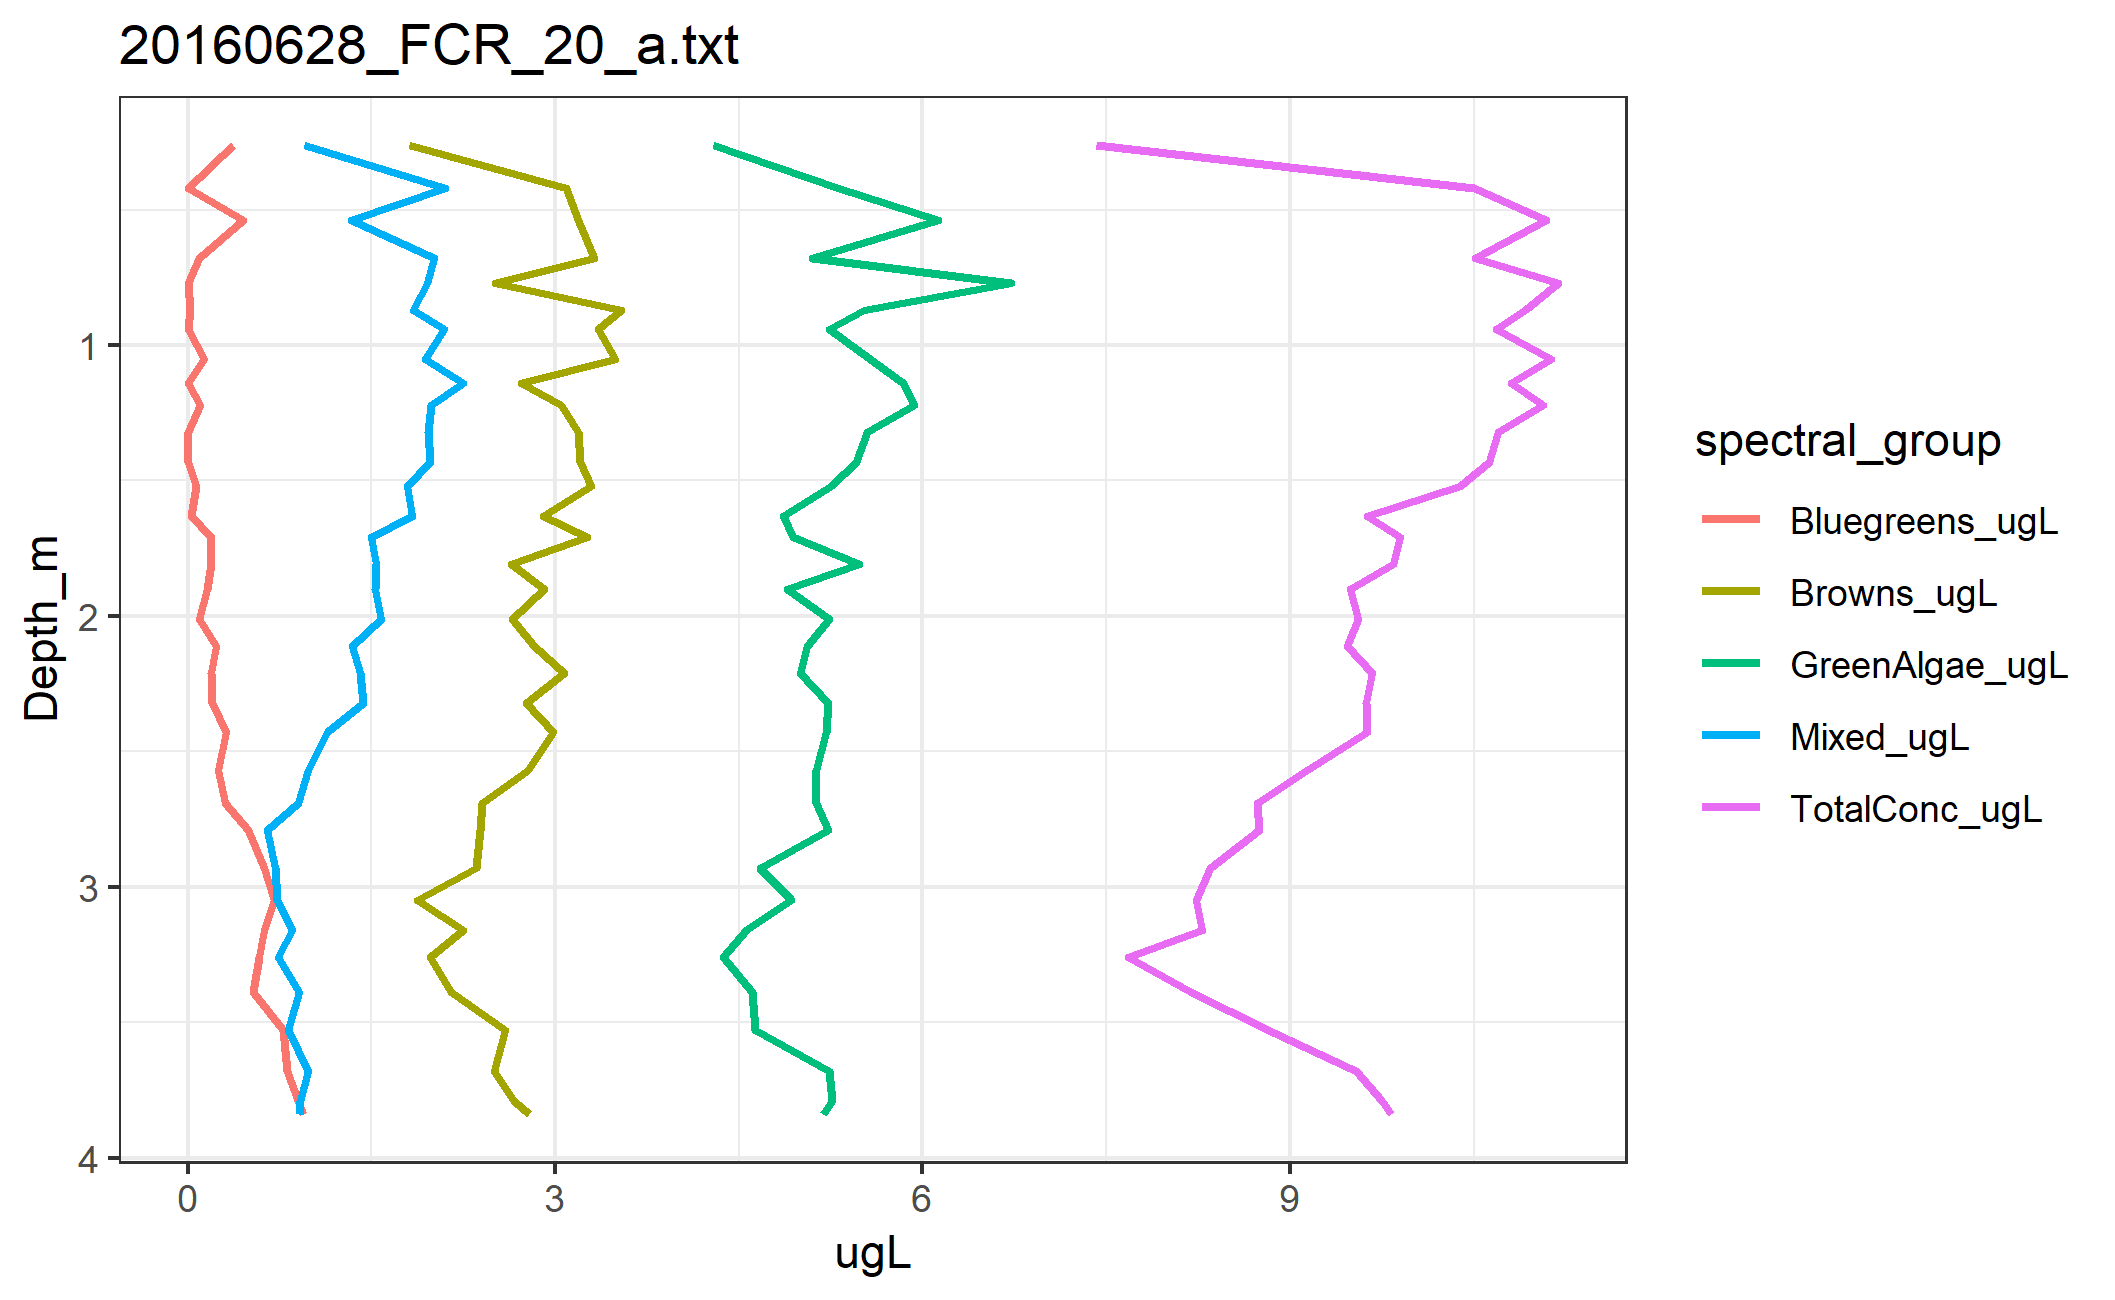 20160628_FCR_20_a.txt
Depth_m
1
2
3
4
0
3
6
9
ugL
spectral_group
Bluegreens_ugL
Browns_ugL
GreenAlgae_ugL
Mixed_ugL
TotalConc_ugL